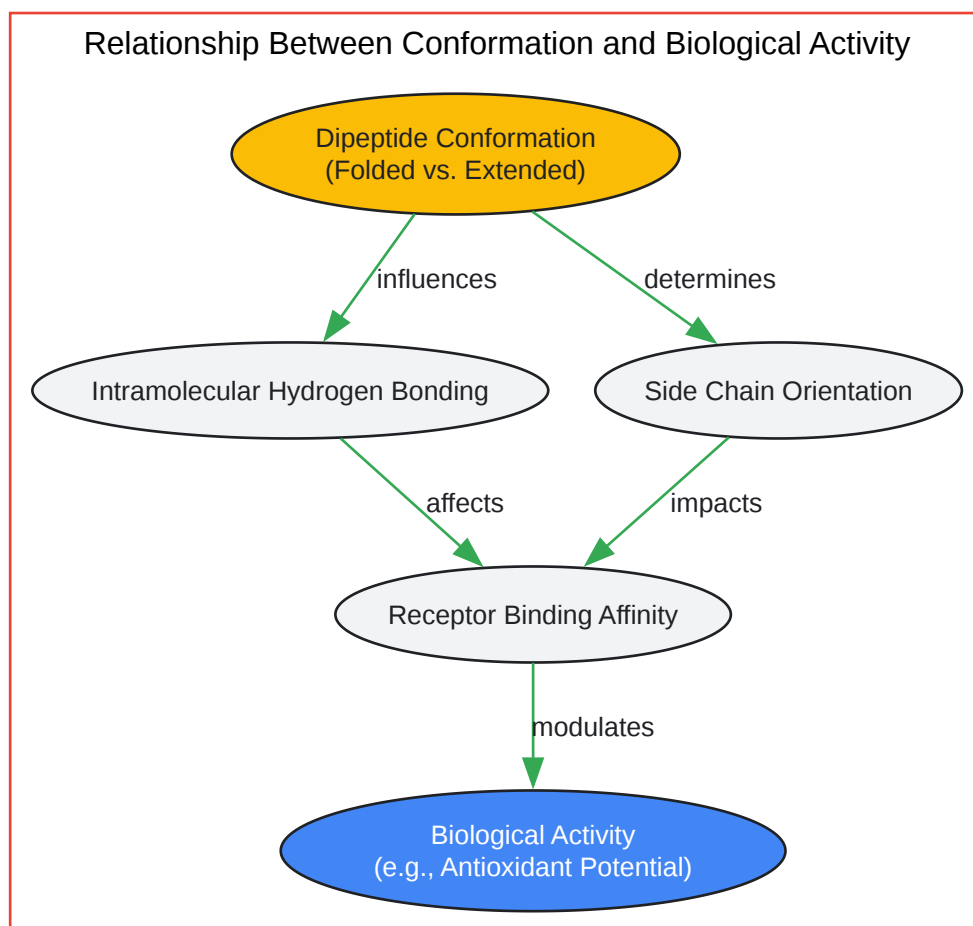 Relationship Between Conformation and Biological Activity
Dipeptide Conformation
(Folded vs. Extended)
influences
determines
Intramolecular Hydrogen Bonding
Side Chain Orientation
affects
impacts
Receptor Binding Affinity
modulates
Biological Activity
(e.g., Antioxidant Potential)